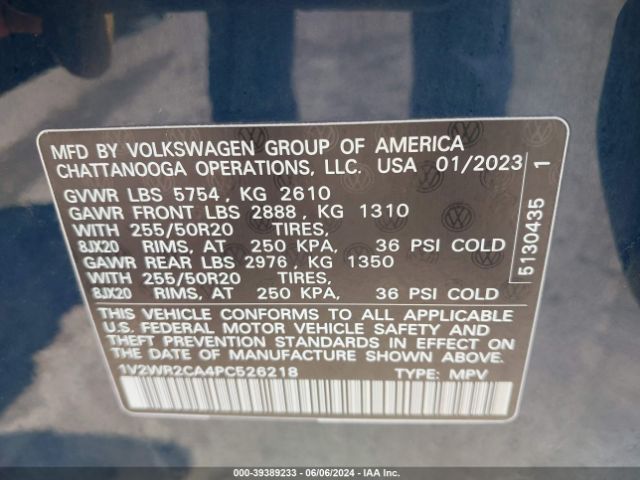 MFD BY VOLKSWAGEN GROUP OF AMERICA
CHATTANOOGA OPERATIONS, LLC. USA 01/2023
GVWR LBS 5754 , KG 2610
GAWR FRONT LBS 2888 , KG 1310
WITH 255/50R20 TIRES,
8JX20 RIMS, AT 250 KPA, 36 PSI COLD
GAWR REAR LBS 2976 , KG 1350
WITH 255/50R20 TIRES,
8JX20 RIMS, AT 250 KPA, 36 PSI COLD
THIS VEHICLE CONFORMS TO ALL APPLICABLE
U.S. FEDERAL MOTOR VEHICLE SAFETY AND
THEFT PREVENTION STANDARDS IN EFFECT ON
THE DATE OF MANUFACTURE SHOWN ABOVE.
1V2WR2CA4PC526218 TYPE: MPV
5130435 1
000-39389233 - 06/06/2024 - IAA Inc.